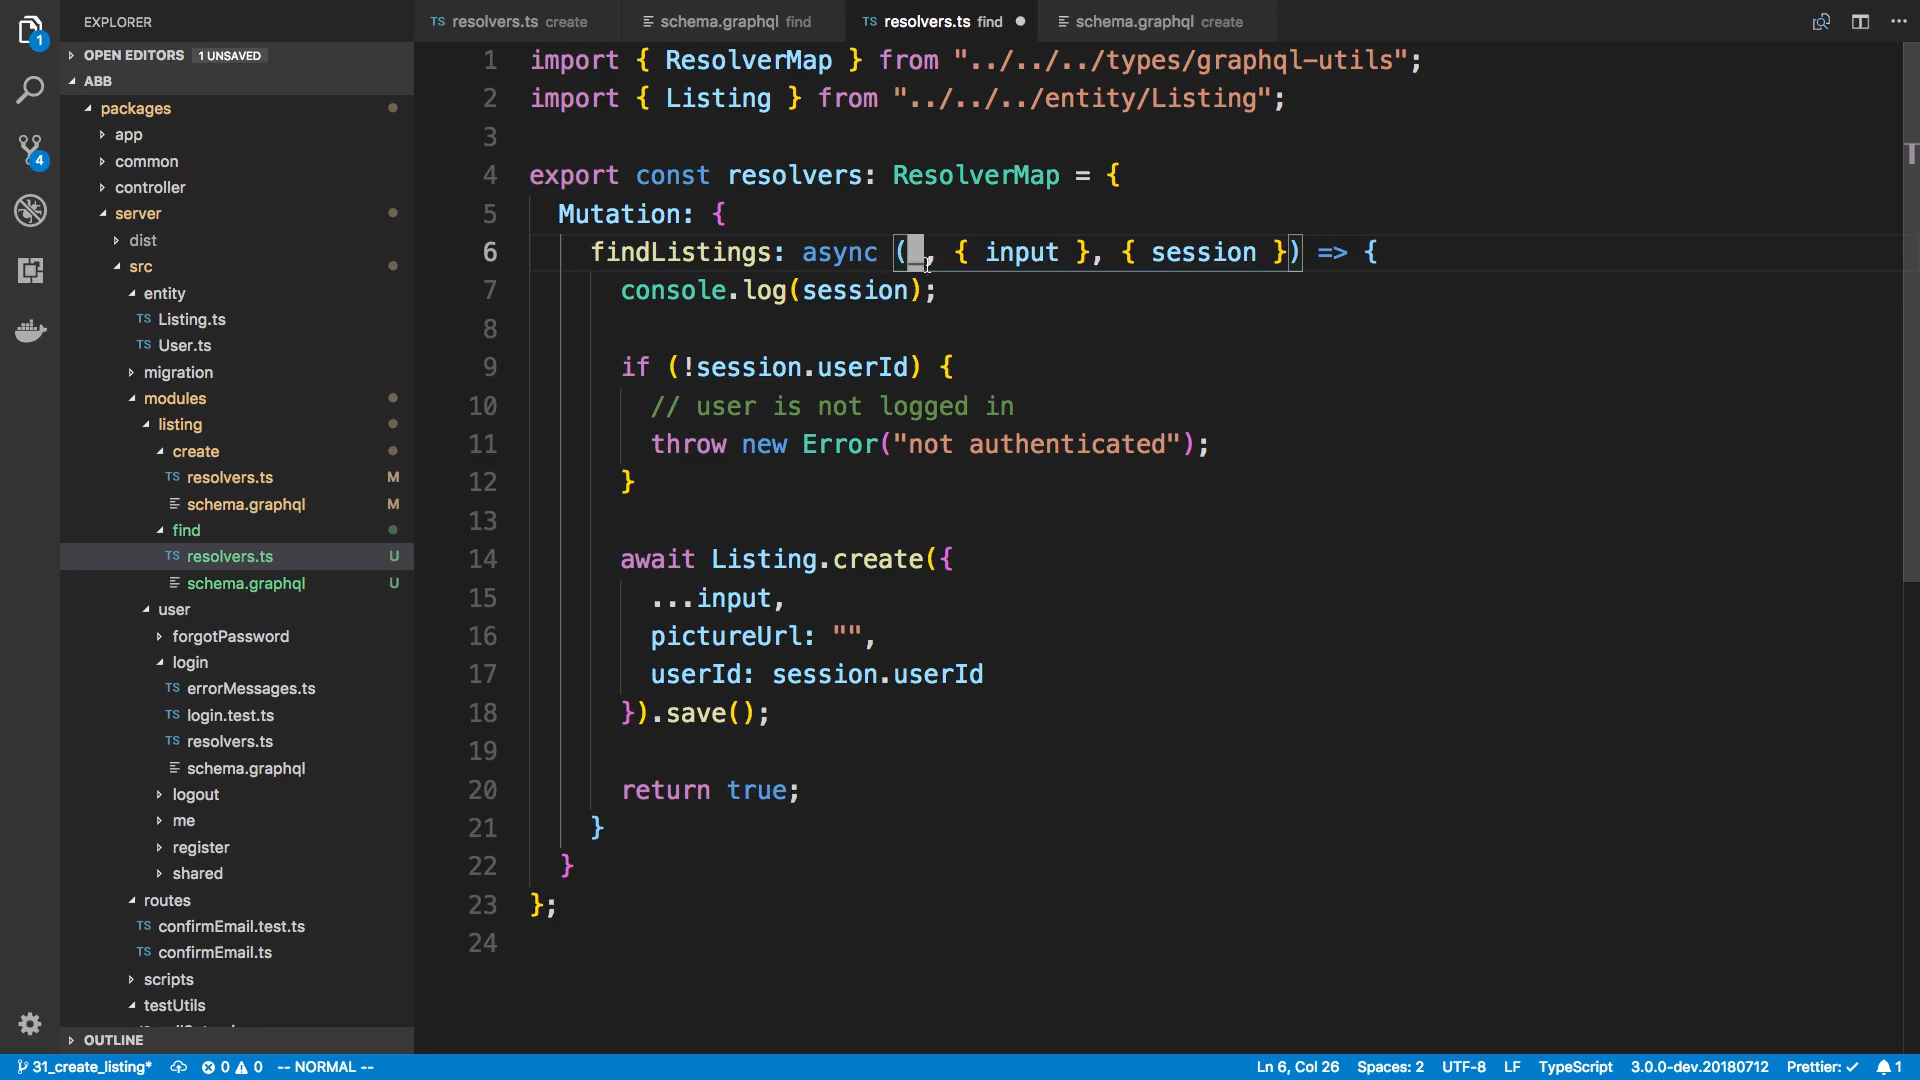 1
4
EXPLORER
OPEN EDITORS 1 UNSAVED
ABB
packages
app
common
controller
server
dist
src
entity
TS Listing.ts
TS User.ts
migration
modules
listing
create
TS resolvers.ts M
schema.graphql M
find
TS resolvers.ts U
schema.graphql U
user
forgotPassword
login
TS errorMessages.ts
TS login.test.ts
TS resolvers.ts
schema.graphql
logout
me
register
shared
routes
TS confirmEmail.test.ts
TS confirmEmail.ts
scripts
testUtils
OUTLINE
TS resolvers.ts create
schema.graphql find
TS resolvers.ts find
schema.graphql create
1 import { ResolverMap } from "../../../types/graphql-utils";
2 import { Listing } from "../../../entity/Listing";
3
4 export const resolvers: ResolverMap = {
5 Mutation: {
6 findListings: async (_, { input }, { session }) => {
7 console.log(session);
8
9 if (!session.userId) {
10 // user is not logged in
11 throw new Error("not authenticated");
12 }
13
14 await Listing.create({
15 ...input,
16 pictureUrl: "",
17 userId: session.userId
18 }).save();
19
20 return true;
21 }
22 }
23 };
24
31_create_listing* 0 0 -- NORMAL -- Ln 6, Col 26 Spaces: 2 UTF-8 LF TypeScript 3.0.0-dev.20180712 Prettier: ✓ 1